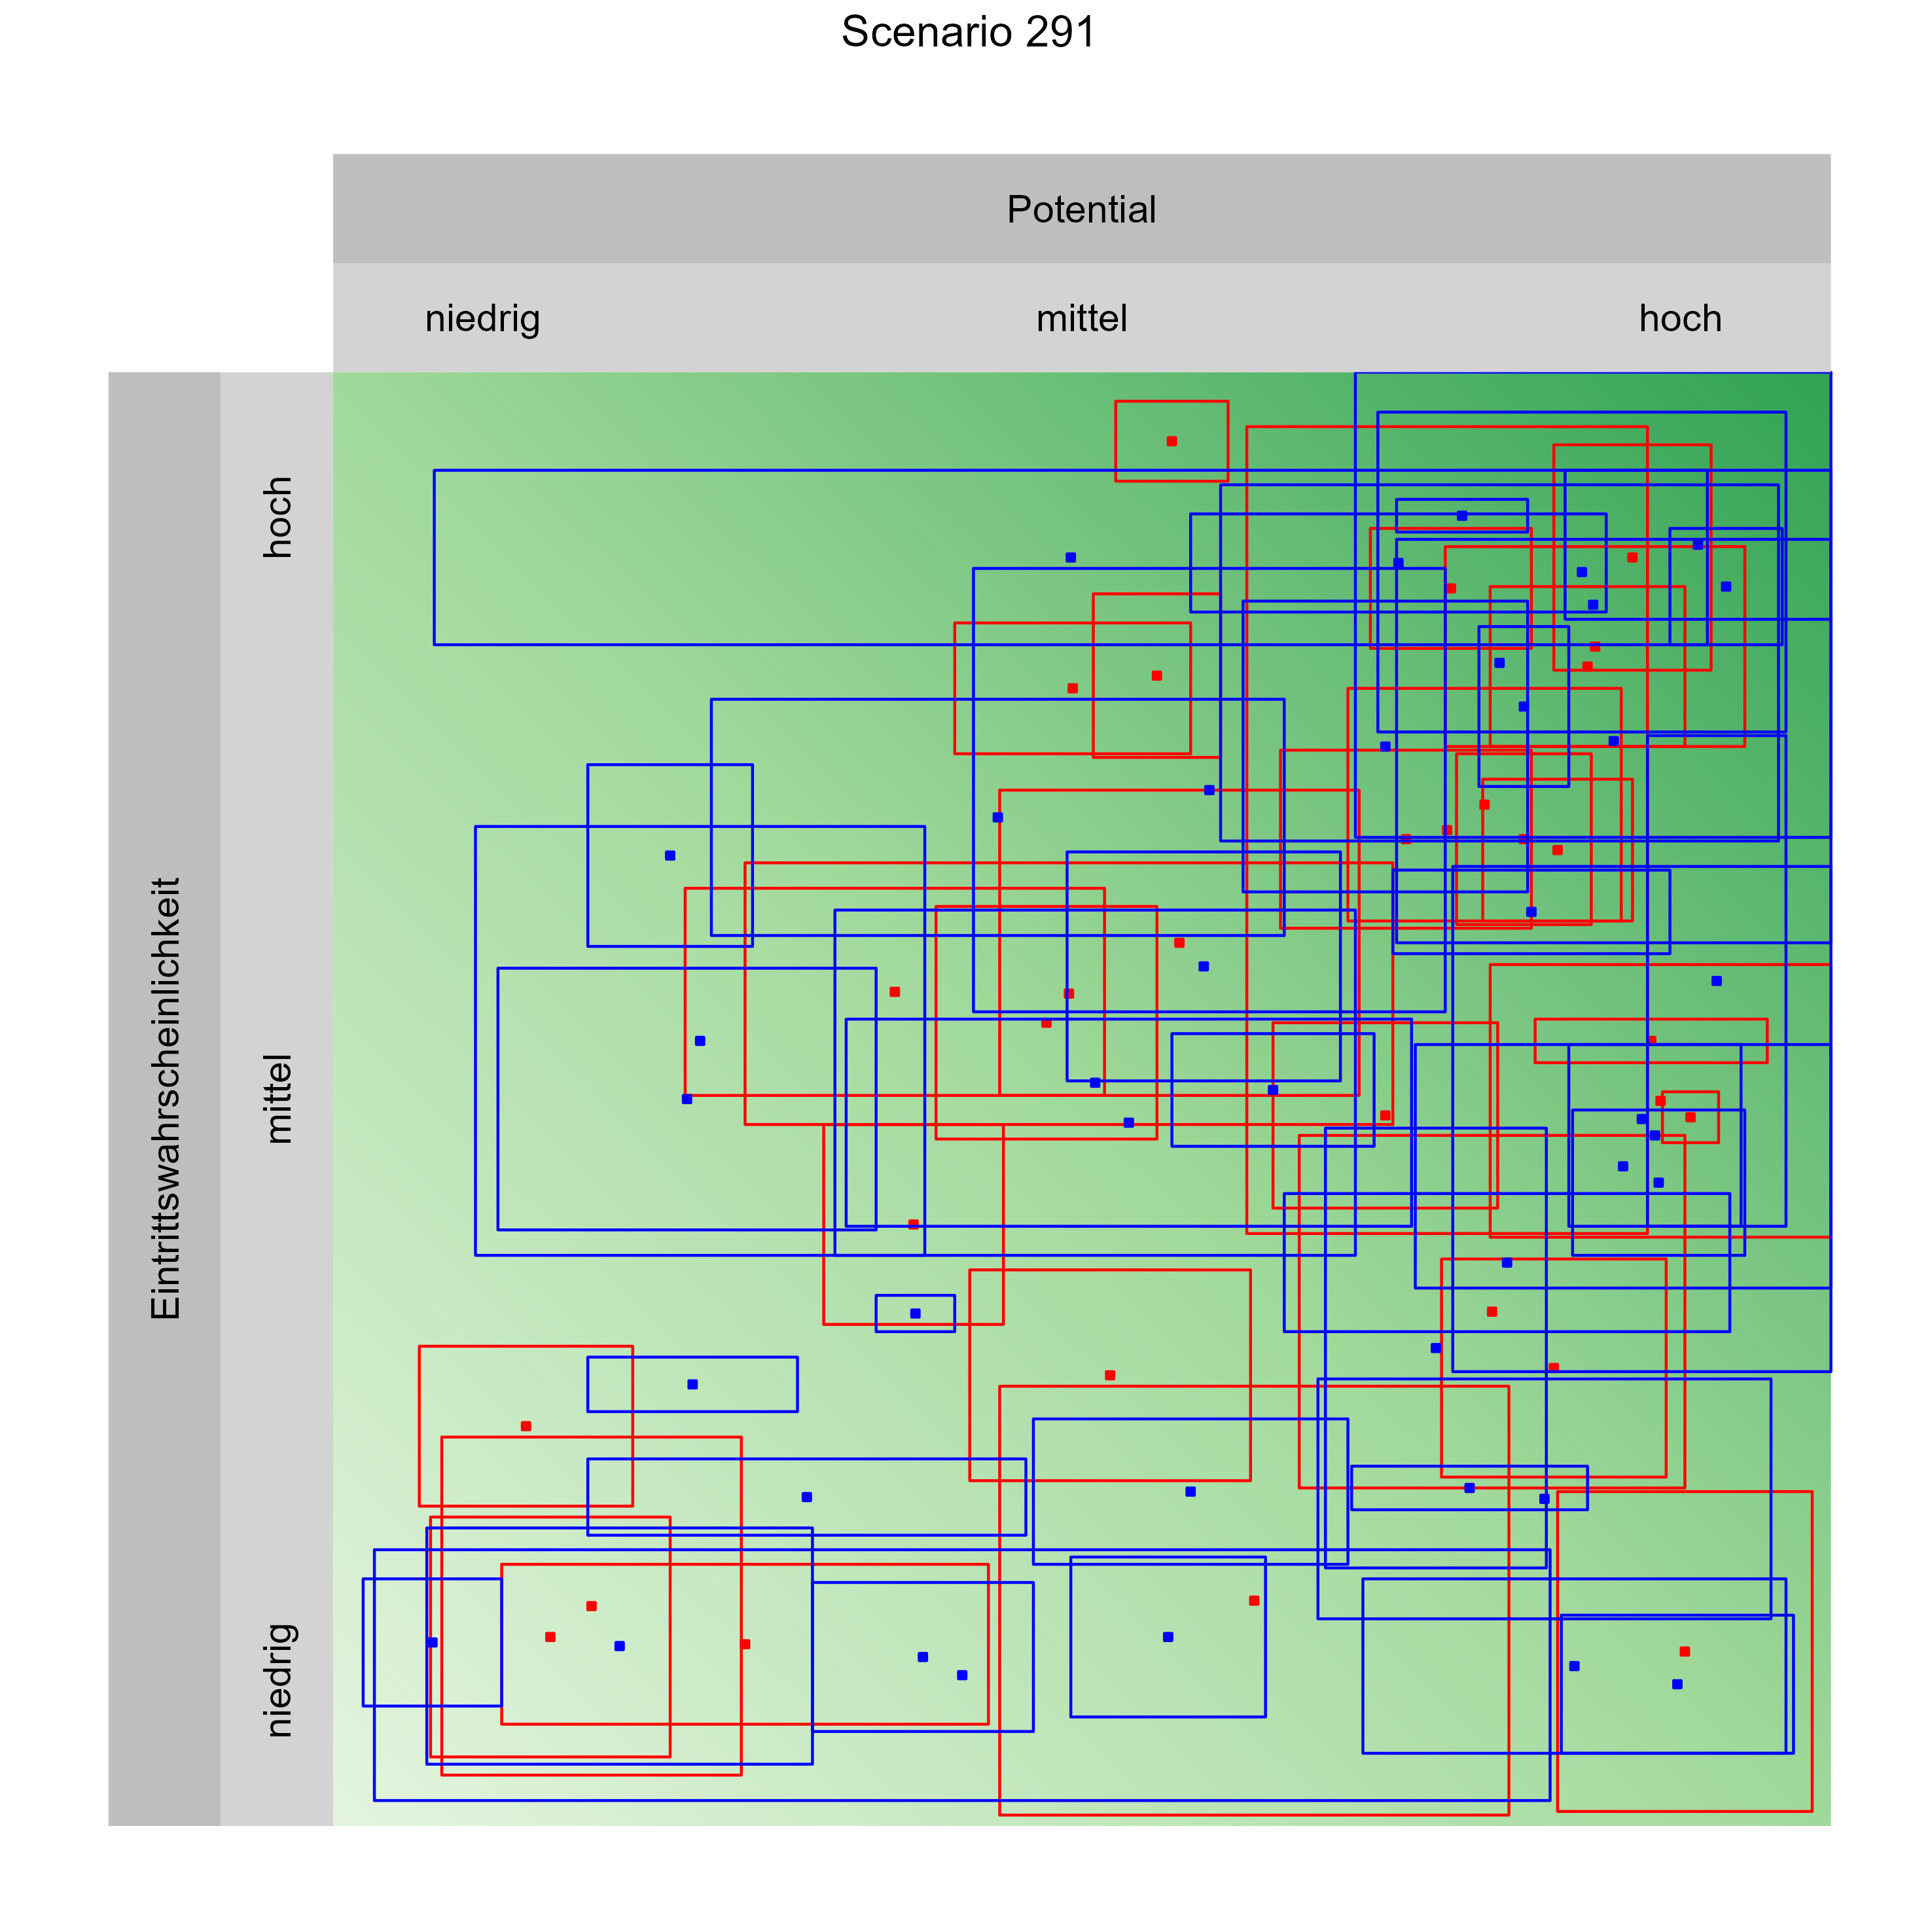 Scenario 291
Potential
niedrig
mittel
hoch
Eintrittswahrscheinlichkeit
hoch
mittel
niedrig